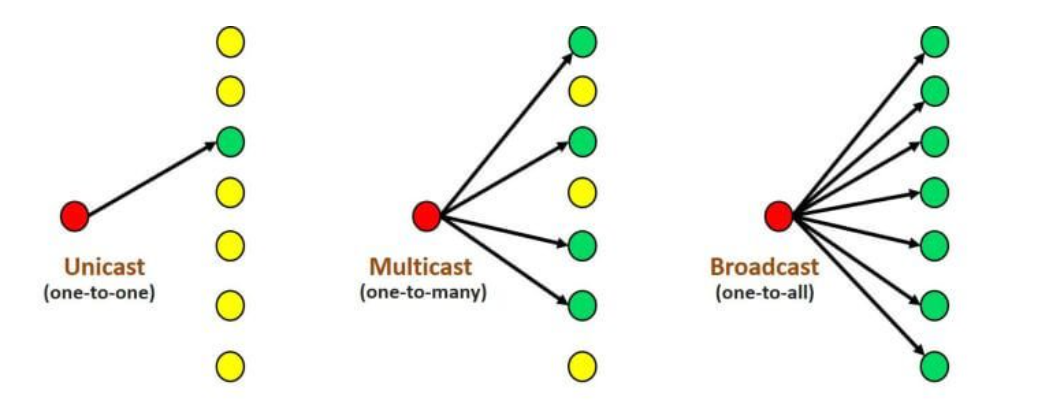 Unicast
(one-to-one)
Multicast
(one-to-many)
Broadcast
(one-to-all)